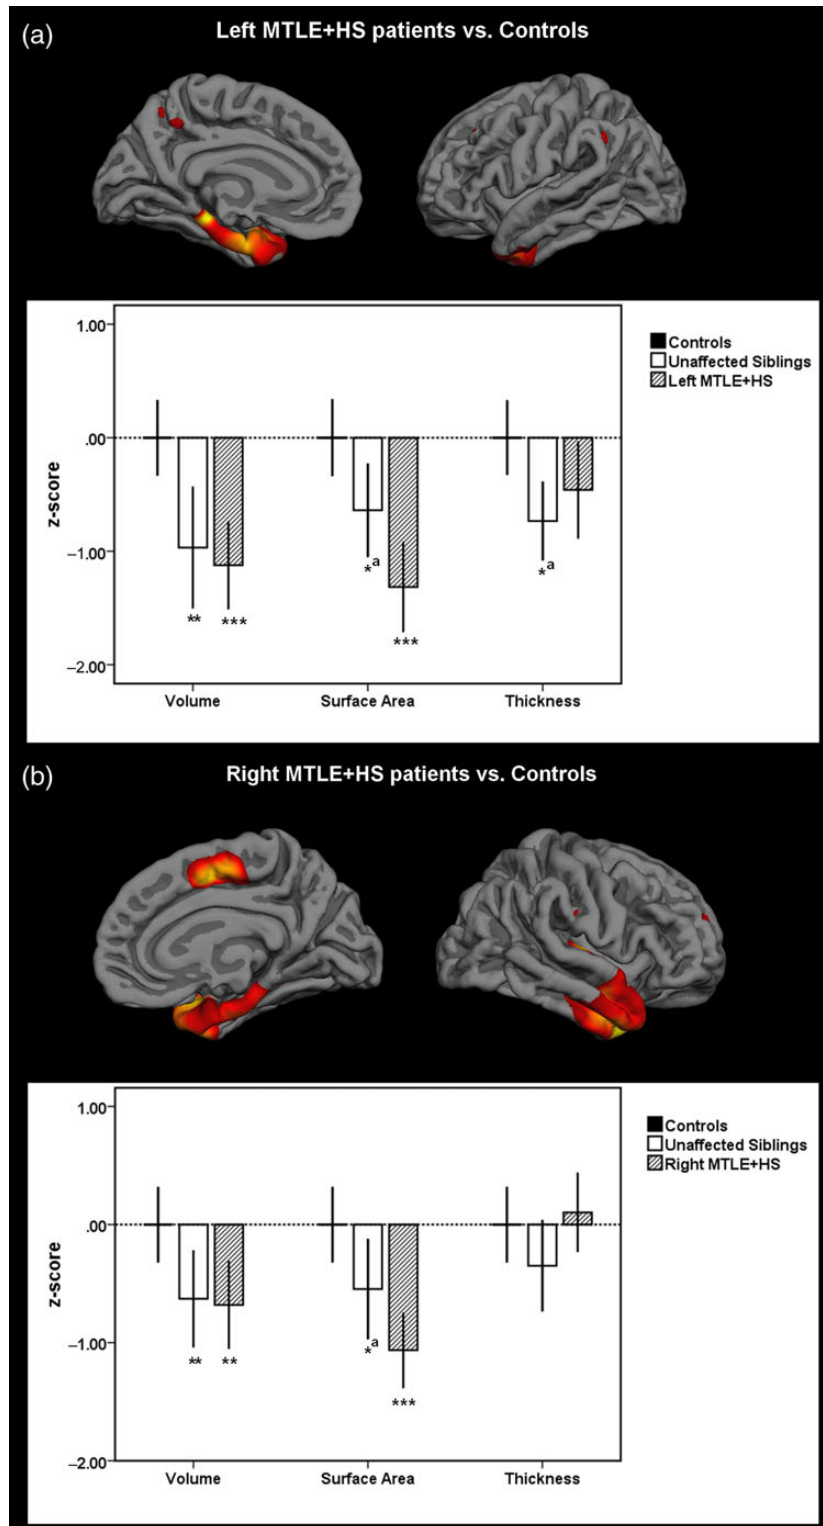 (a)
Left MTLE+HS patients vs. Controls
1.00
.00
−1.00
−2.00
z-score
** *** *a *** *a
Volume Surface Area Thickness
Controls
Unaffected Siblings
Left MTLE+HS
(b)
Right MTLE+HS patients vs. Controls
1.00
.00
−1.00
−2.00
z-score
** ** *a ***
Volume Surface Area Thickness
Controls
Unaffected Siblings
Right MTLE+HS